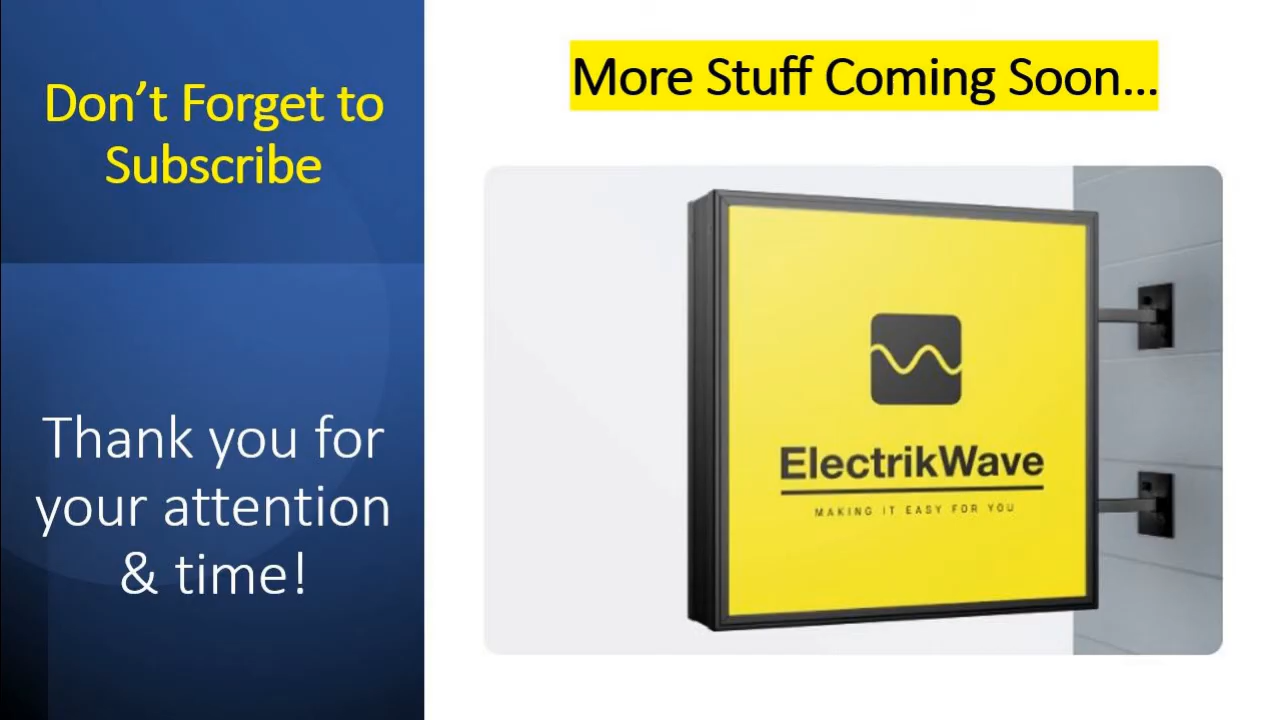 Don’t Forget to
Subscribe
Thank you for
your attention
& time!
More Stuff Coming Soon...
ElectrikWave
MAKING IT EASY FOR YOU